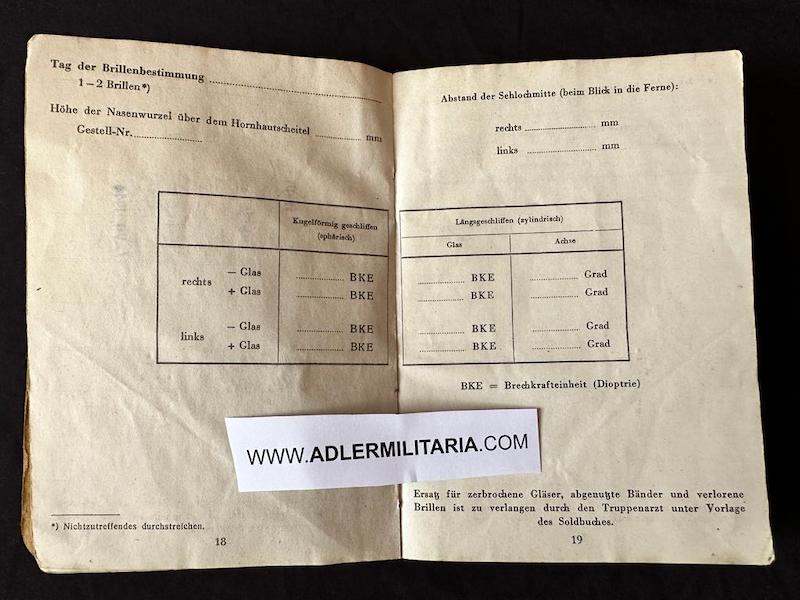 Tag der Brillenbestimmung ........................................
1–2 Brillen*)
Höhe der Nasenwurzel über dem Hornhautscheitel ............ mm
Gestell-Nr. ....................
Kugelförmig geschliffen
(sphärisch)
rechts
– Glas ............ BKE
+ Glas ............ BKE
links
– Glas ............ BKE
+ Glas ............ BKE
*) Nichtzutreffendes durchstreichen.
18
Abstand der Sehlochmitte (beim Blick in die Ferne):
rechts .................... mm
links .................... mm
Längsgeschliffen (zylindrisch)
Glas Achse
............ BKE ............ Grad
............ BKE ............ Grad
............ BKE ............ Grad
............ BKE ............ Grad
BKE = Brechkrafteinheit (Dioptrie)
WWW.ADLERMILITARIA.COM
Ersatz für zerbrochene Gläser, abgenutzte Bänder und verlorene
Brillen ist zu verlangen durch den Truppenarzt unter Vorlage
des Soldbuches.
19